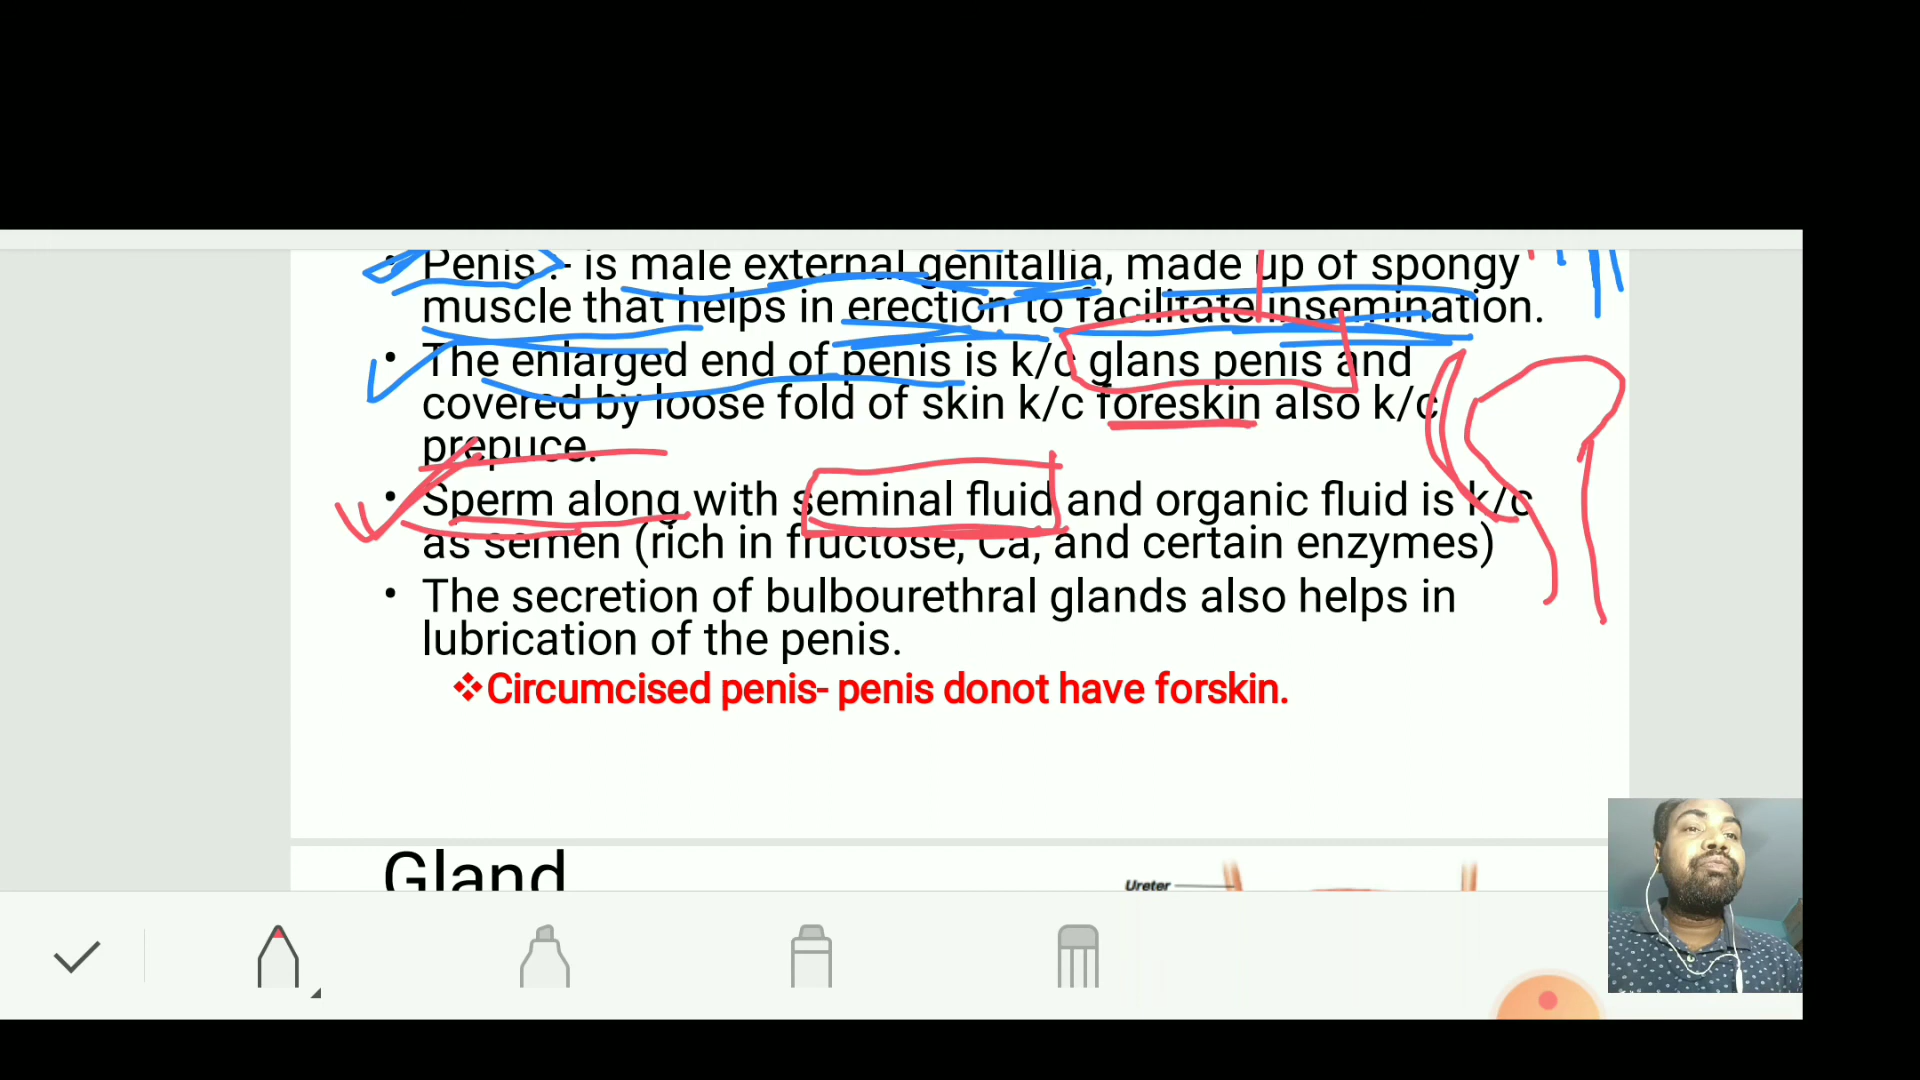 • Penis :- is male external genitallia, made up of spongy
muscle that helps in erection to facilitate insemination.
• The enlarged end of penis is k/c glans penis and
covered by loose fold of skin k/c foreskin also k/c
prepuce.
• Sperm along with seminal fluid and organic fluid is k/c
as semen (rich in fructose, Ca, and certain enzymes)
• The secretion of bulbourethral glands also helps in
lubrication of the penis.
❖Circumcised penis- penis donot have forskin.
Gland
Ureter